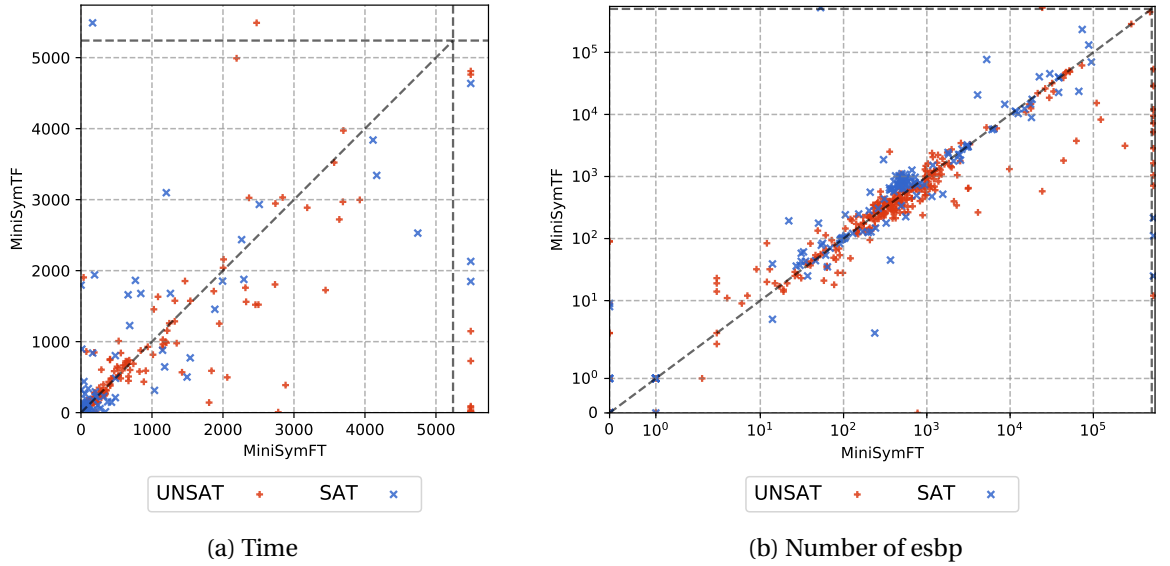 5000
4000
3000
2000
1000
0
MiniSymTF
0 1000 2000 3000 4000 5000
MiniSymFT
UNSAT SAT
(a) Time
10^5
10^4
10^3
10^2
10^1
10^0
0
MiniSymTF
0 10^0 10^1 10^2 10^3 10^4 10^5
MiniSymFT
UNSAT SAT
(b) Number of esbp